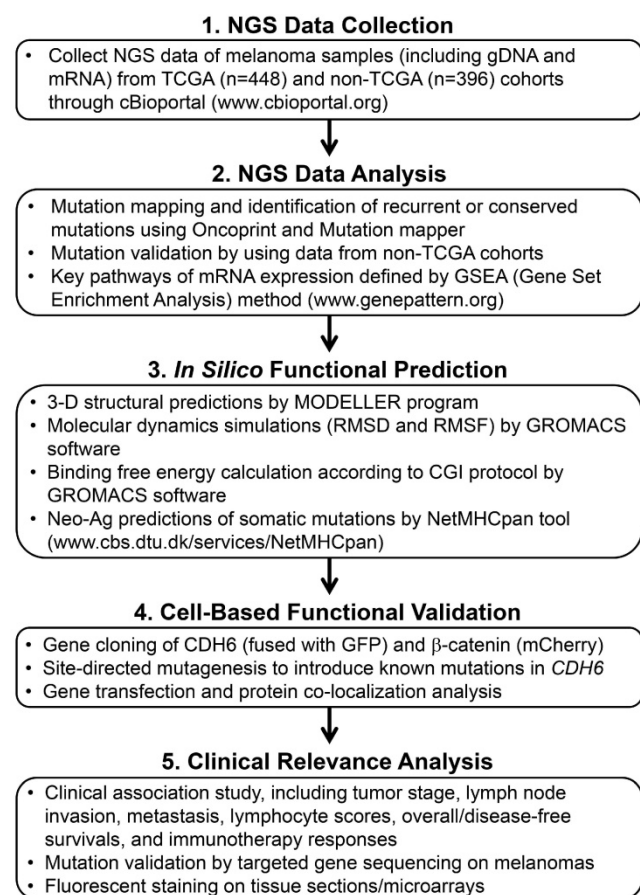 1. NGS Data Collection
• Collect NGS data of melanoma samples (including gDNA and
mRNA) from TCGA (n=448) and non-TCGA (n=396) cohorts
through cBioportal (www.cbioportal.org)
2. NGS Data Analysis
• Mutation mapping and identification of recurrent or conserved
mutations using Oncoprint and Mutation mapper
• Mutation validation by using data from non-TCGA cohorts
• Key pathways of mRNA expression defined by GSEA (Gene Set
Enrichment Analysis) method (www.genepattern.org)
3. In Silico Functional Prediction
• 3-D structural predictions by MODELLER program
• Molecular dynamics simulations (RMSD and RMSF) by GROMACS
software
• Binding free energy calculation according to CGI protocol by
GROMACS software
• Neo-Ag predictions of somatic mutations by NetMHCpan tool
(www.cbs.dtu.dk/services/NetMHCpan)
4. Cell-Based Functional Validation
• Gene cloning of CDH6 (fused with GFP) and β-catenin (mCherry)
• Site-directed mutagenesis to introduce known mutations in CDH6
• Gene transfection and protein co-localization analysis
5. Clinical Relevance Analysis
• Clinical association study, including tumor stage, lymph node
invasion, metastasis, lymphocyte scores, overall/disease-free
survivals, and immunotherapy responses
• Mutation validation by targeted gene sequencing on melanomas
• Fluorescent staining on tissue sections/microarrays